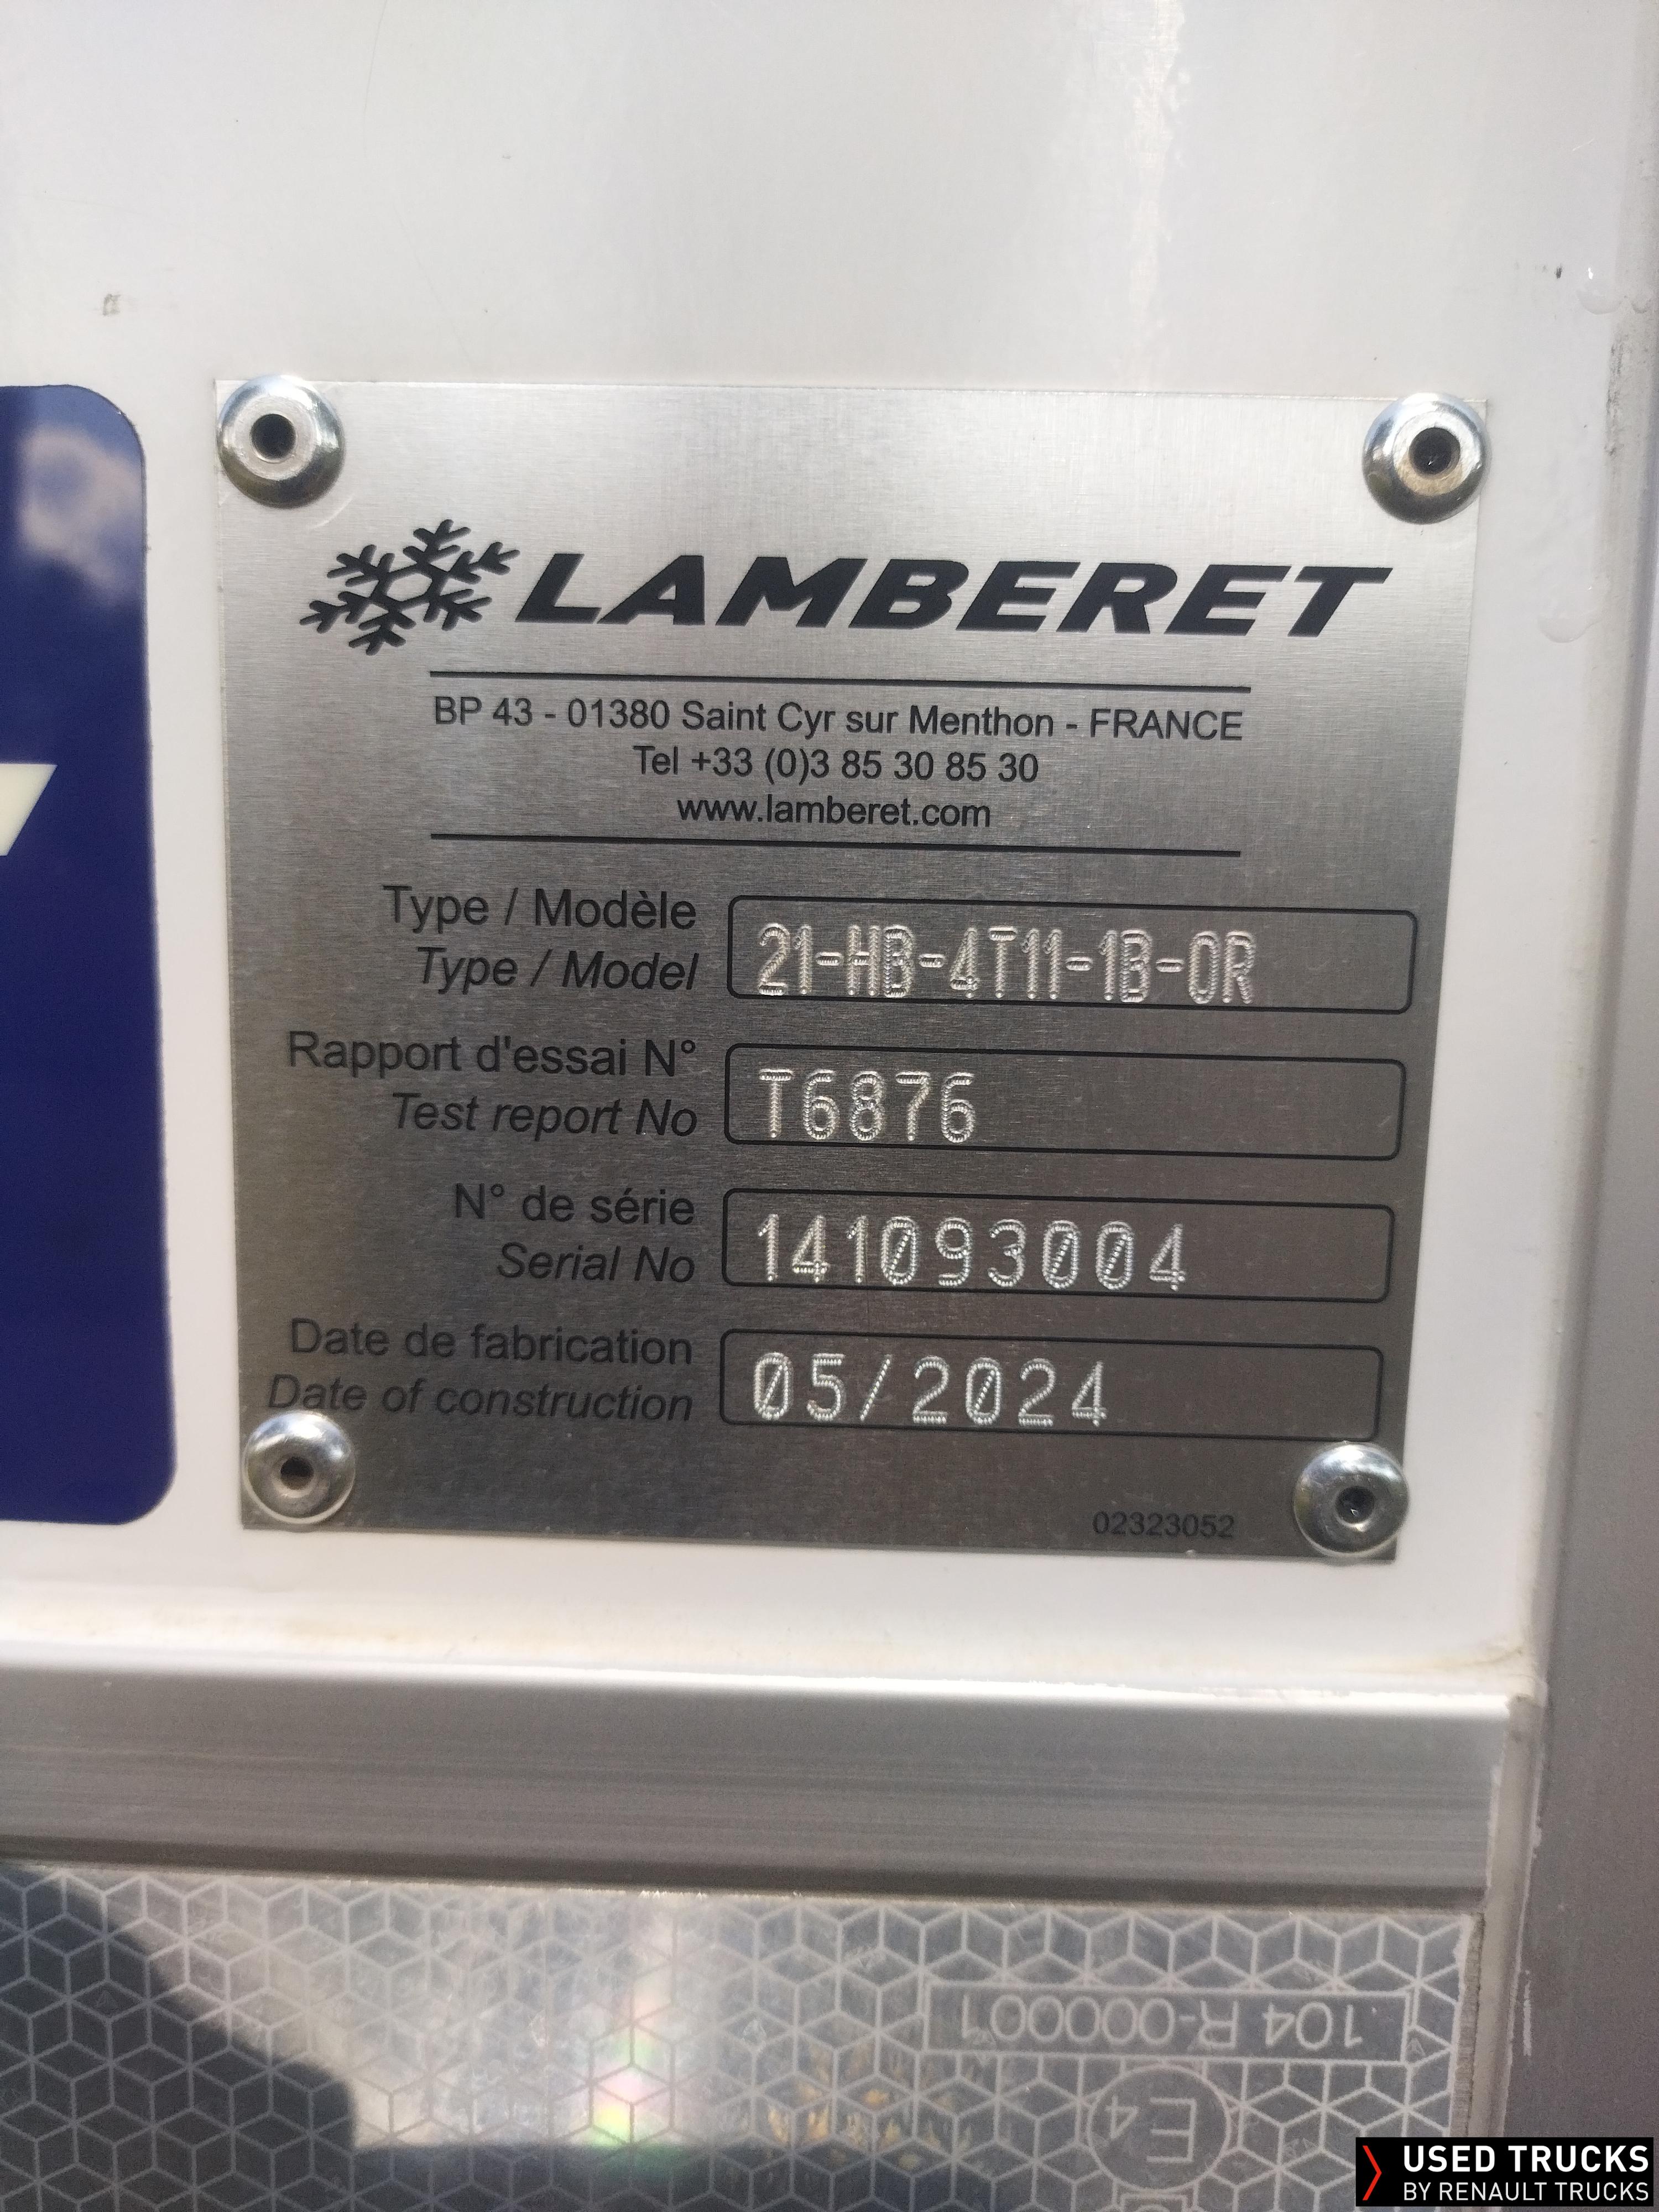 LAMBERET
BP 43 - 01380 Saint Cyr sur Menthon - FRANCE
Tel +33 (0)3 85 30 85 30
www.lamberet.com
Type / Modèle
Type / Model
21-HB-4T11-1B-OR
Rapport d'essai N°
Test report No
T6876
N° de série
Serial No
141093004
Date de fabrication
Date of construction
05/2024
02323052
104 R-000001
E4
USED TRUCKS
BY RENAULT TRUCKS